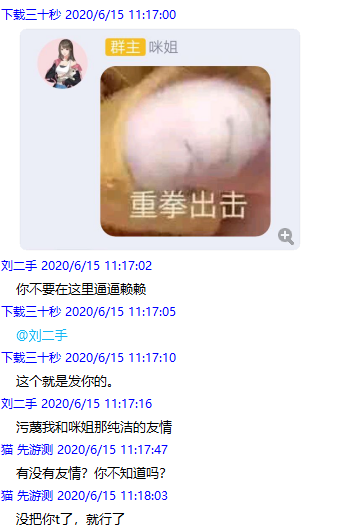 下载三十秒 2020/6/15 11:17:00
群主 咪姐
重拳出击
刘二手 2020/6/15 11:17:02
你不要在这里逼逼赖赖
下载三十秒 2020/6/15 11:17:05
@刘二手
下载三十秒 2020/6/15 11:17:10
这个就是发你的。
刘二手 2020/6/15 11:17:16
污蔑我和咪姐那纯洁的友情
猫 先游测 2020/6/15 11:17:47
有没有友情？你不知道吗？
猫 先游测 2020/6/15 11:18:03
没把你t了，就行了